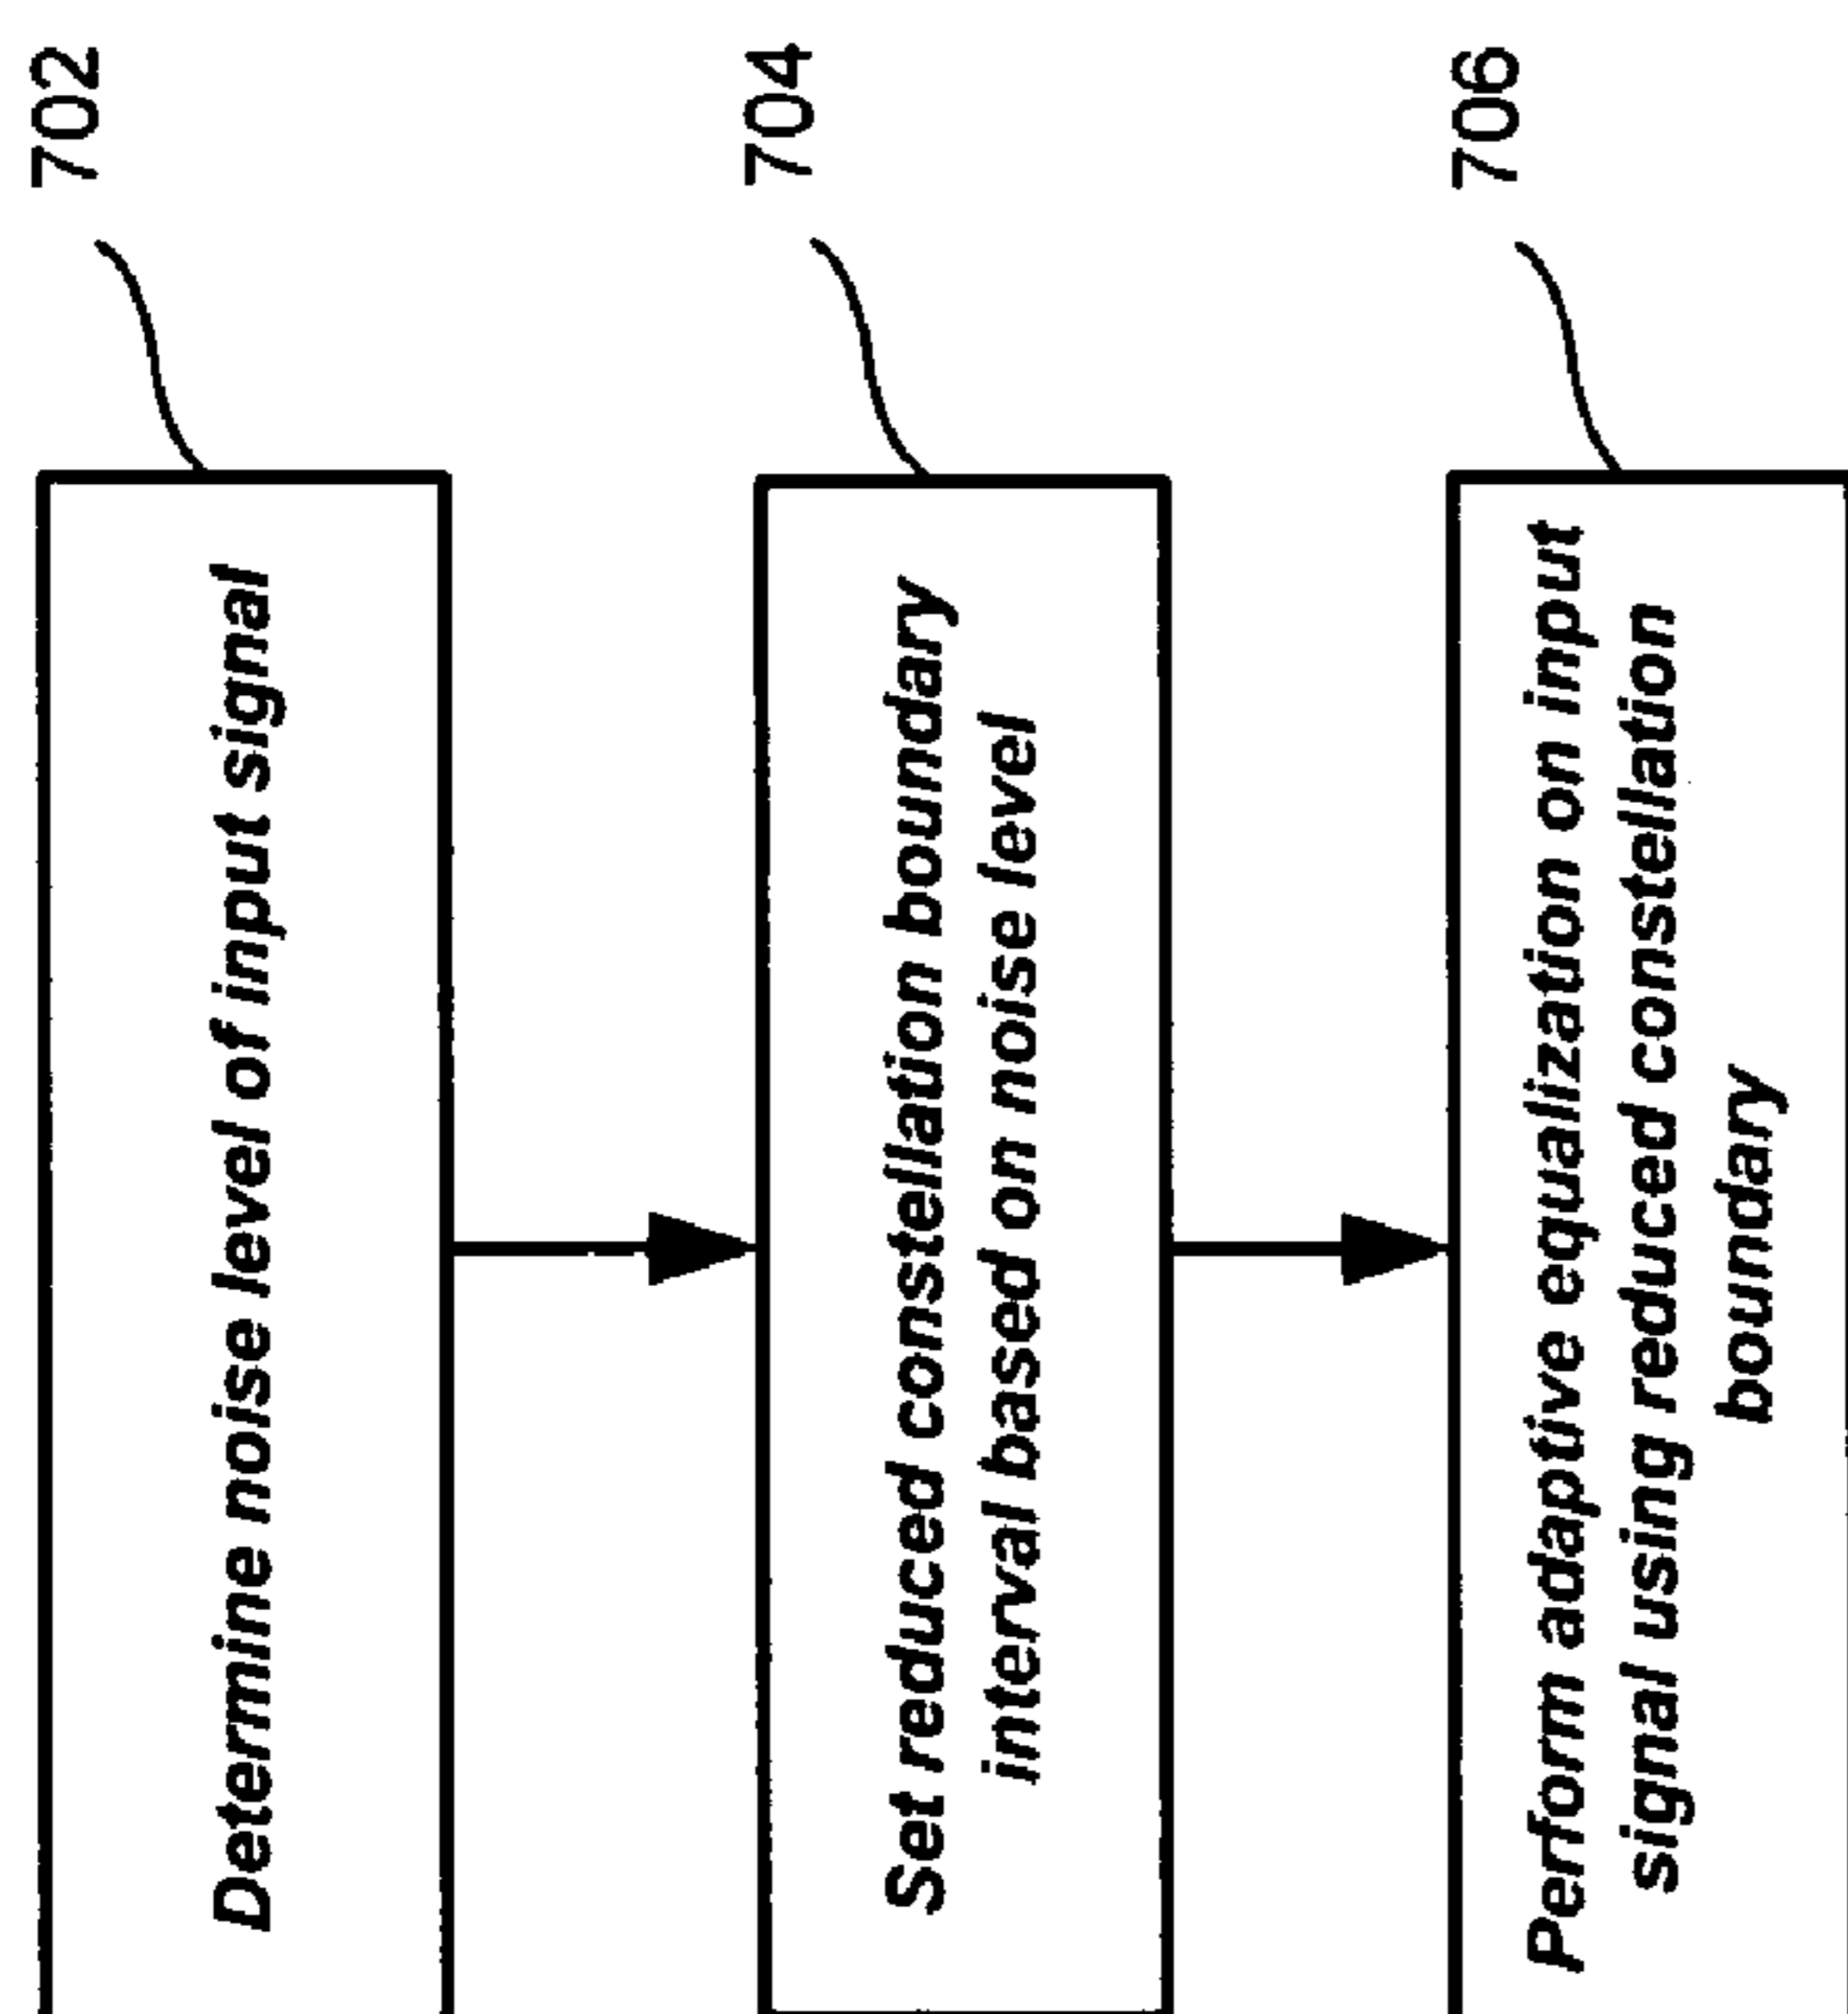 702
Determine noise level of input signal
704
Set reduced constellation boundary
interval based on noise level
706
Perform adaptive equalization on input
signal using reduced constellation
boundary